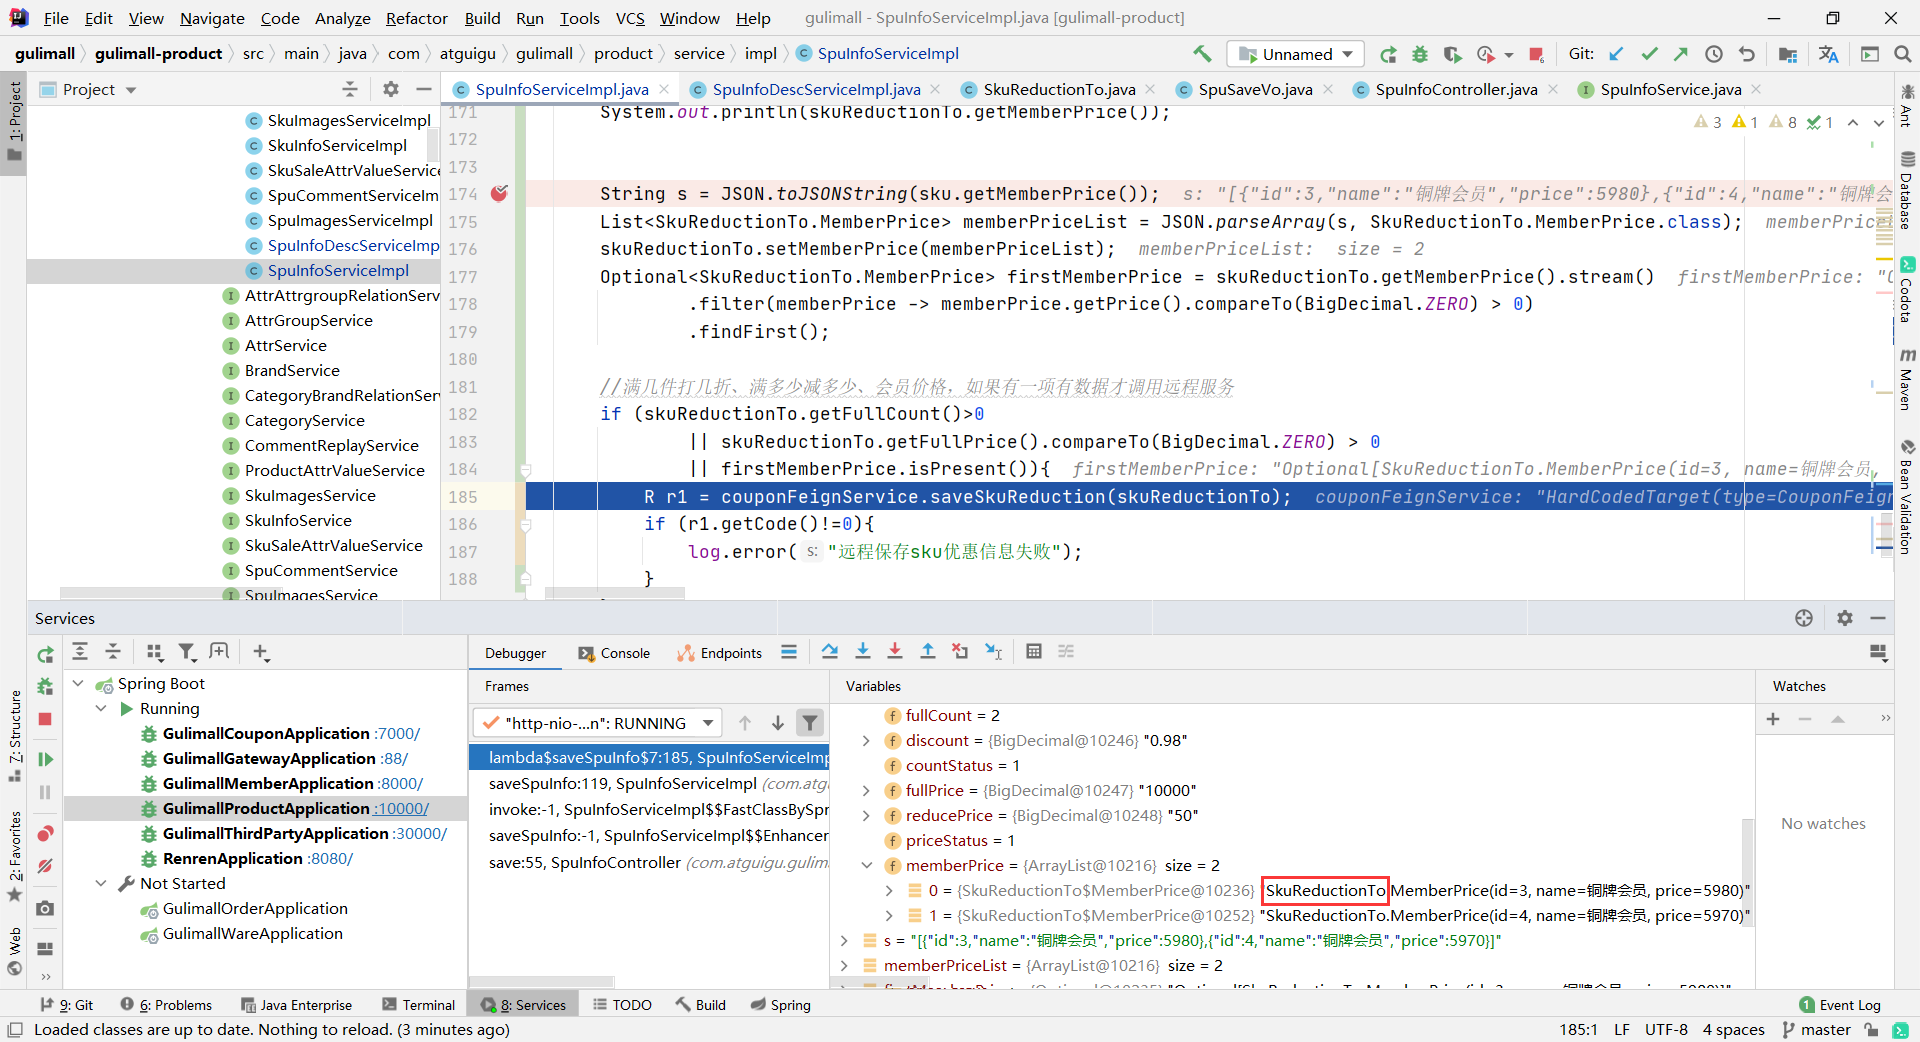 File Edit View Navigate Code Analyze Refactor Build Run Tools VCS Window Help gulimall - SpuInfoServiceImpl.java [gulimall-product]
gulimall gulimall-product src main java com atguigu gulimall product service impl SpuInfoServiceImpl Unnamed Git:
Project SpuInfoServiceImpl.java SpuInfoDescServiceImpl.java SkuReductionTo.java SpuSaveVo.java SpuInfoController.java SpuInfoService.java
1: Project
7: Structure
2: Favorites
Web
Ant
Database
Codota
Maven
Bean Validation
SkuImagesServiceImpl
SkuInfoServiceImpl
SkuSaleAttrValueService
SpuCommentServiceIm
SpuImagesServiceImpl
SpuInfoDescServiceImp
SpuInfoServiceImpl
AttrAttrgroupRelationServ
AttrGroupService
AttrService
BrandService
CategoryBrandRelationSer
CategoryService
CommentReplayService
ProductAttrValueService
SkuImagesService
SkuInfoService
SkuSaleAttrValueService
SpuCommentService
SpuImagesService
3 1 8 1
171 System.out.println(skuReductionTo.getMemberPrice());
172
173
174 String s = JSON.toJSONString(sku.getMemberPrice()); s: "[{"id":3,"name":"铜牌会员","price":5980},{"id":4,"name":"铜牌会
175 List<SkuReductionTo.MemberPrice> memberPriceList = JSON.parseArray(s, SkuReductionTo.MemberPrice.class); memberPrice
176 skuReductionTo.setMemberPrice(memberPriceList); memberPriceList: size = 2
177 Optional<SkuReductionTo.MemberPrice> firstMemberPrice = skuReductionTo.getMemberPrice().stream() firstMemberPrice: "O
178 .filter(memberPrice -> memberPrice.getPrice().compareTo(BigDecimal.ZERO) > 0)
179 .findFirst();
180
181 //满几件打几折、满多少减多少、会员价格，如果有一项有数据才调用远程服务
182 if (skuReductionTo.getFullCount()>0
183 || skuReductionTo.getFullPrice().compareTo(BigDecimal.ZERO) > 0
184 || firstMemberPrice.isPresent()){ firstMemberPrice: "Optional[SkuReductionTo.MemberPrice(id=3, name=铜牌会员,
185 R r1 = couponFeignService.saveSkuReduction(skuReductionTo); couponFeignService: "HardCodedTarget(type=CouponFeign
186 if (r1.getCode()!=0){
187 log.error( s: "远程保存sku优惠信息失败");
188 }
Services
Spring Boot
Running
GulimallCouponApplication :7000/
GulimallGatewayApplication :88/
GulimallMemberApplication :8000/
GulimallProductApplication :10000/
GulimallThirdPartyApplication :30000/
RenrenApplication :8080/
Not Started
GulimallOrderApplication
GulimallWareApplication
Debugger Console Endpoints
Frames
"http-nio-...n": RUNNING
lambda$saveSpuInfo$7:185, SpuInfoServiceImp
saveSpuInfo:119, SpuInfoServiceImpl (com.atgu
invoke:-1, SpuInfoServiceImpl$$FastClassBySpr
saveSpuInfo:-1, SpuInfoServiceImpl$$Enhancer
save:55, SpuInfoController (com.atguigu.gulim
Variables
fullCount = 2
discount = {BigDecimal@10246} "0.98"
countStatus = 1
fullPrice = {BigDecimal@10247} "10000"
reducePrice = {BigDecimal@10248} "50"
priceStatus = 1
memberPrice = {ArrayList@10216} size = 2
0 = {SkuReductionTo$MemberPrice@10236} "SkuReductionTo.MemberPrice(id=3, name=铜牌会员, price=5980)"
1 = {SkuReductionTo$MemberPrice@10252} "SkuReductionTo.MemberPrice(id=4, name=铜牌会员, price=5970)"
s = "[{"id":3,"name":"铜牌会员","price":5980},{"id":4,"name":"铜牌会员","price":5970}]"
memberPriceList = {ArrayList@10216} size = 2
Watches
No watches
9: Git 6: Problems Java Enterprise Terminal 8: Services TODO Build Spring 1 Event Log
Loaded classes are up to date. Nothing to reload. (3 minutes ago) 185:1 LF UTF-8 4 spaces master